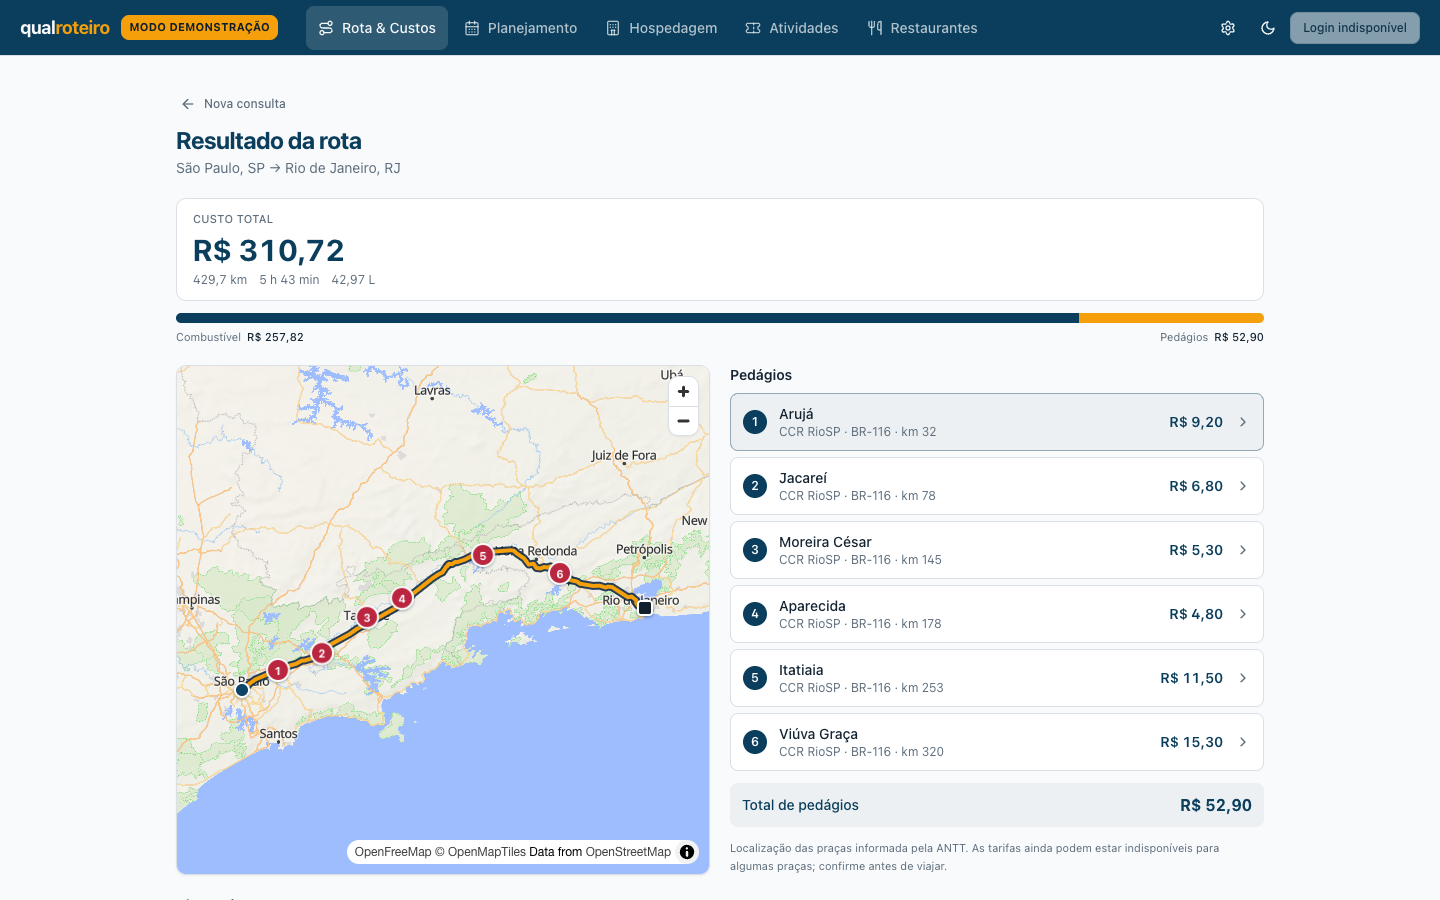 qualroteiro MODO DEMONSTRAÇÃO Rota & Custos Planejamento Hospedagem Atividades Restaurantes Login indisponível
Nova consulta
Resultado da rota
São Paulo, SP → Rio de Janeiro, RJ
CUSTO TOTAL
R$ 310,72
429,7 km 5 h 43 min 42,97 L
Combustível R$ 257,82
Pedágios R$ 52,90
Ubá
Lavras
Juiz de Fora
New
Redonda
Petrópolis
5
6
4
3
2
1
Santos
OpenFreeMap © OpenMapTiles Data from OpenStreetMap
Pedágios
1 Arujá R$ 9,20
CCR RioSP · BR-116 · km 32
2 Jacareí R$ 6,80
CCR RioSP · BR-116 · km 78
3 Moreira César R$ 5,30
CCR RioSP · BR-116 · km 145
4 Aparecida R$ 4,80
CCR RioSP · BR-116 · km 178
5 Itatiaia R$ 11,50
CCR RioSP · BR-116 · km 253
6 Viúva Graça R$ 15,30
CCR RioSP · BR-116 · km 320
Total de pedágios R$ 52,90
Localização das praças informada pela ANTT. As tarifas ainda podem estar indisponíveis para
algumas praças; confirme antes de viajar.